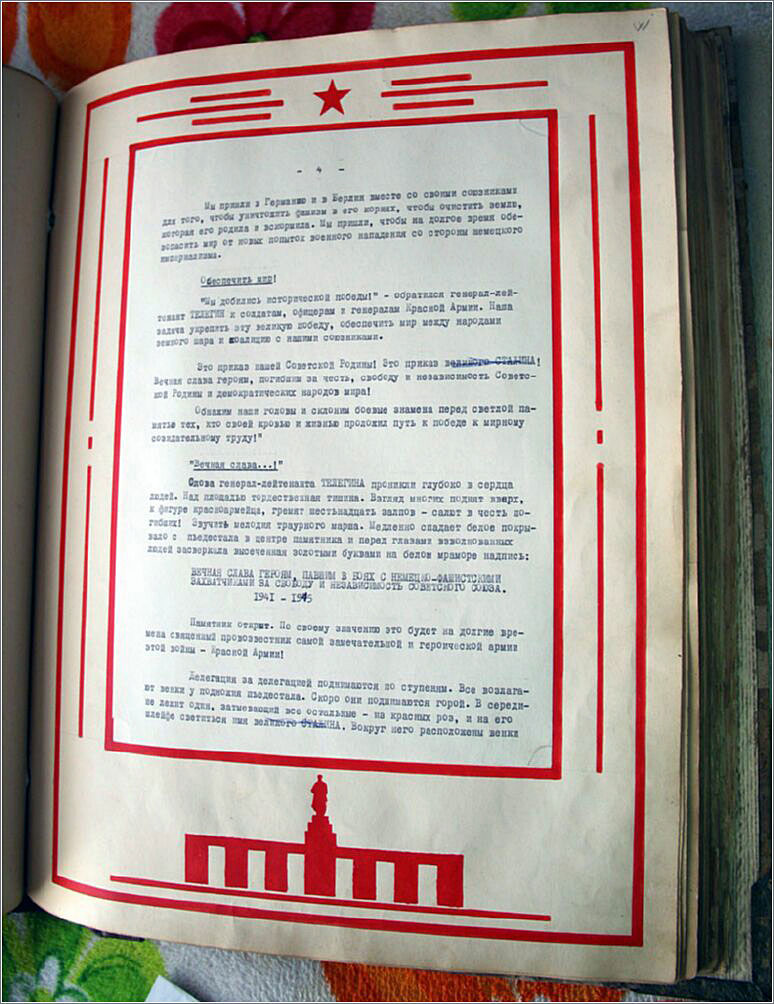 - 4 -
Мы пришли в Германию и в Берлин вместе со своими союзниками
для того, чтобы уничтожить фашизм в его корнях, чтобы очистить землю,
которая его родила и вскормила. Мы пришли, чтобы на долгое время обе-
зопасить мир от новых попыток военного нападения со стороны немецкого
империализма.
Обеспечить мир!
"Мы добились исторической победы!" - обратился генерал-лей-
тенант ТЕЛЕГИН к солдатам, офицерам и генералам Красной Армии. Наша
задача укрепить эту великую победу, обеспечить мир между народами
земного шара и коалицию с нашими союзниками.
Это приказ нашей Советской Родины! Это приказ великого СТАЛИНА!
Вечная слава героям, погибшим за честь, свободу и независимость Советс-
кой Родины и демократических народов мира!
Обнажим наши головы и склоним боевые знамена перед светлой па-
мятью тех, кто своей кровью и жизнью проложил путь к победе к мирному
созидательному труду!"
"Вечная слава...!"
Слова генерал-лейтенанта ТЕЛЕГИНА проникли глубоко в сердца
людей. Над площадью торжественная тишина. Взгляд многих поднят вверх,
к фигуре красноармейца, гремят шестьнадцать залпов - салют в честь по-
гибших! Звучит мелодия траурного марша. Медленно спадает белое покры-
вало с пьедестала в центре памятника и перед глазами взволнованных
людей засверкала высеченная золотыми буквами на белом мраморе надпись:
ВЕЧНАЯ СЛАВА ГЕРОЯМ, ПАВШИМ В БОЯХ С НЕМЕЦКО-ФАШИСТСКИМИ
ЗАХВАТЧИКАМИ ЗА СВОБОДУ И НЕЗАВИСИМОСТЬ СОВЕТСКОГО СОЮЗА.
1941 - 1945
Памятник открыт. По своему значению это будет на долгие вре-
мена священный провозвестник самой замечательной и героической армии
этой войны - Красной Армии!
Делегация за делегацией поднимаются по ступеням. Все возлага-
ют венки у подножия пьедестала. Скоро они поднимаются горой. В середи-
не лежит один, затмевающий все остальные - из красных роз, и на его
шлейфе светиться имя великого СТАЛИНА. Вокруг него расположены венки